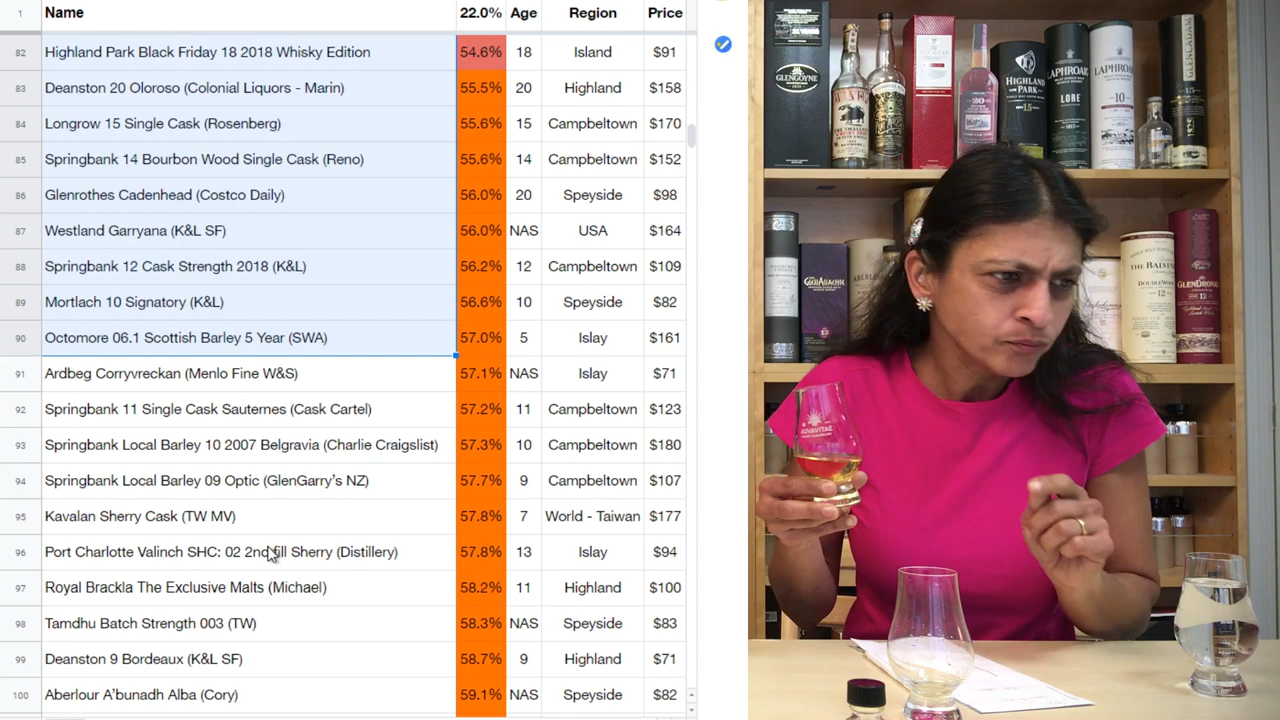 Name 22.0% Age Region Price
Highland Park Black Friday 2018 Whisky Edition 54.6% 18 Island $91
83 Deanston 20 Oloroso (Colonial Liquors - Mauri) 55.5% 20 Highland $158
Longrow 15 Single Cask (Rosenberg) 55.6% 15 Campbeltown $170
85 Springbank 14 Bourbon Wood Single Cask (Reno) 55.6% 14 Campbeltown $152
86 Glenrothes Cadenhead (Costco Daily) 56.0% 20 Speyside $98
87 Westland Garryana (K&L SF) 56.0% NAS USA $164
88 Springbank 12 Cask Strength 2018 (K&L) 56.2% 12 Campbeltown $109
89 Mortlach 10 Signatory (K&L) 56.6% 10 Speyside $82
90 Octomore 06.1 Scottish Barley 5 Year (SWA) 57.0% 5 Islay $161
91 Ardbeg Corryvreckan (Menlo Fine W&S) 57.1% NAS Islay $71
92 Springbank 11 Single Cask Sauternes (Cask Cartel) 57.2% 11 Campbeltown $123
93 Springbank Local Barley 10 2007 Belgravia (Charlie Craigslist) 57.3% 10 Campbeltown $180
94 Springbank Local Barley 09 Optic (GlenGarry's NZ) 57.7% 9 Campbeltown $107
95 Kavalan Sherry Cask (TW MV) 57.8% 7 World - Taiwan $177
96 Port Charlotte Valinch SHC: 02 2nd fill Sherry (Distillery) 57.8% 13 Islay $94
97 Royal Brackla The Exclusive Malts (Michael) 58.2% 11 Highland $100
98 Tamdhu Batch Strength 003 (TW) 58.3% NAS Speyside $83
99 Deanston 9 Bordeaux (K&L SF) 58.7% 9 Highland $71
100 Aberlour A'bunadh Alba (Cory) 59.1% NAS Speyside $82
GLENGOYNE
HIGHLAND
PARK
15
LAPHROAIG
LORE
LAPHROAIG
10
GLENCADAM
15
GLENALLACHIE
12
THE BALVENIE
DOUBLEWOOD
12
GLENDRONACH
12